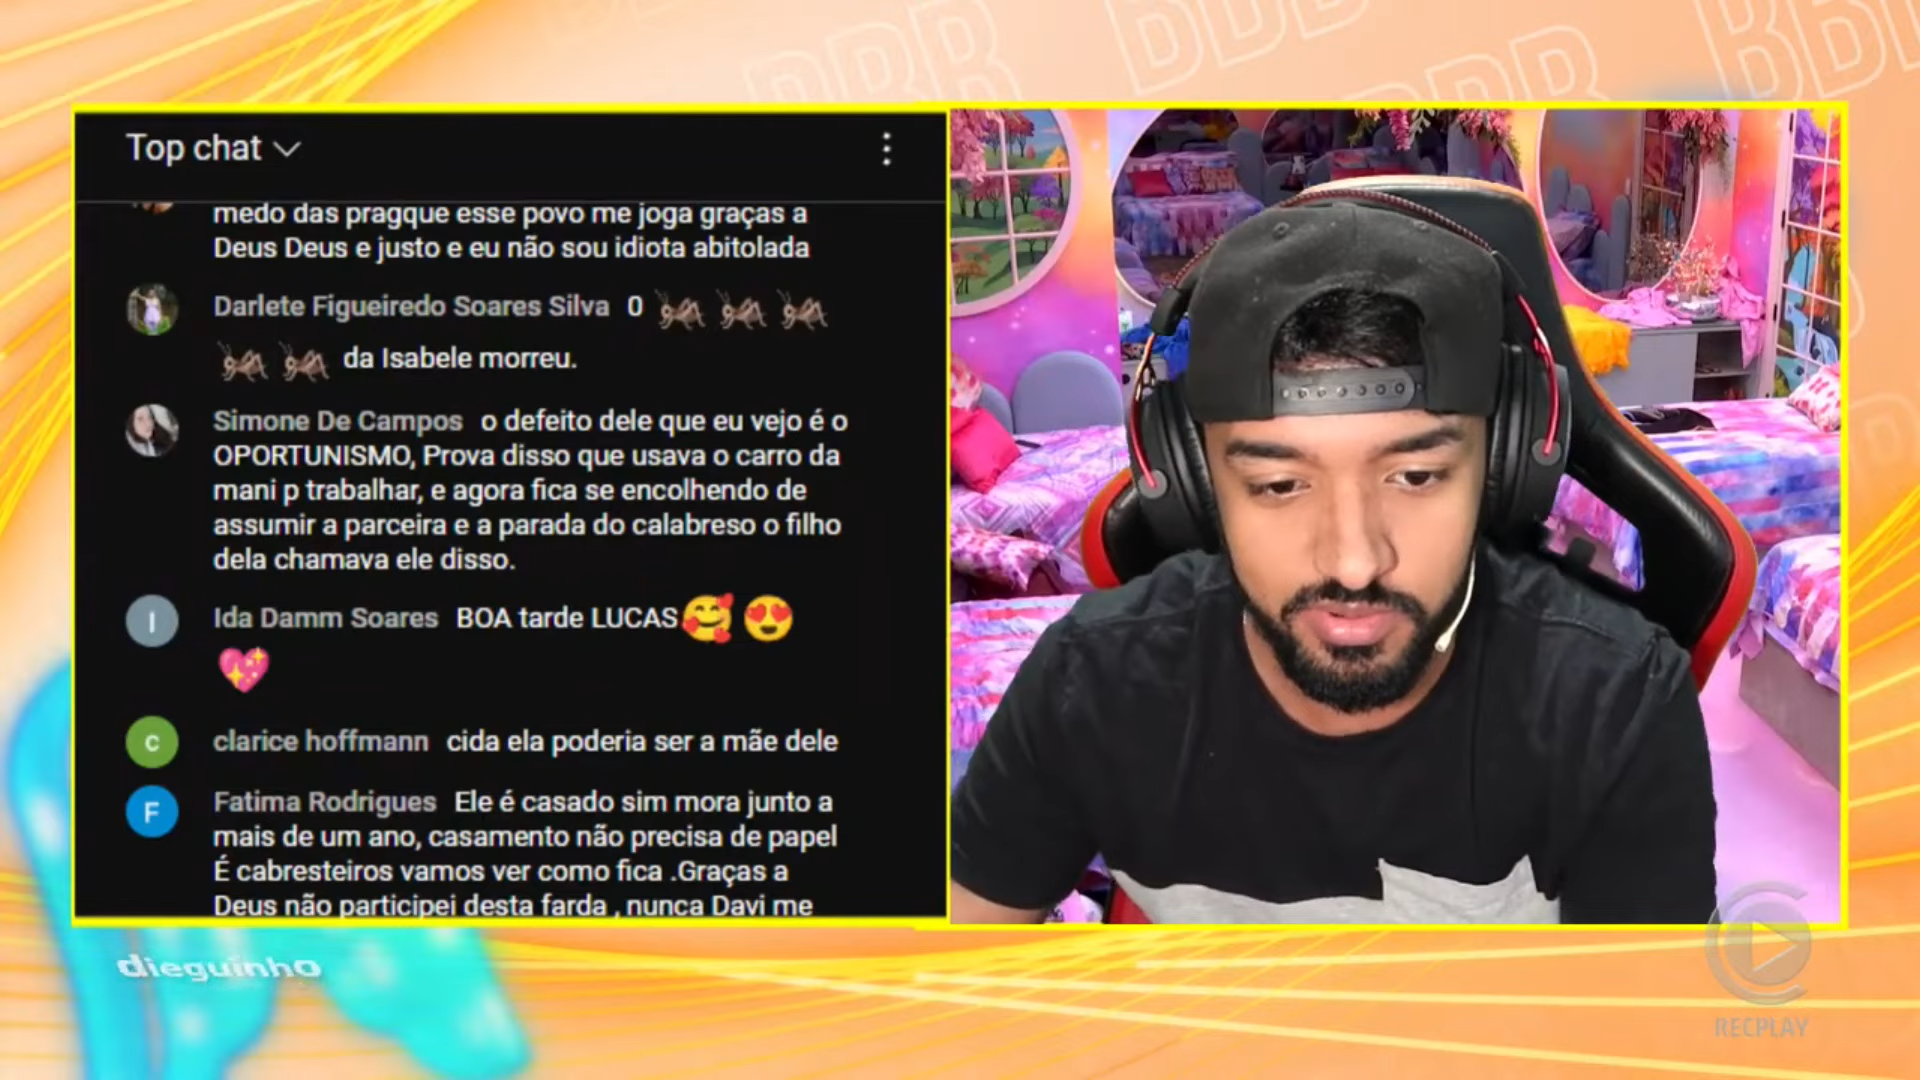 BBB
BBB
BBB
BBB
Top chat
medo das pragque esse povo me joga graças a
Deus Deus e justo e eu não sou idiota abitolada
Darlete Figueiredo Soares Silva 0 🦗🦗🦗
🦗🦗 da Isabele morreu.
Simone De Campos o defeito dele que eu vejo é o
OPORTUNISMO, Prova disso que usava o carro da
mani p trabalhar, e agora fica se encolhendo de
assumir a parceira e a parada do calabreso o filho
dela chamava ele disso.
I
Ida Damm Soares BOA tarde LUCAS🥰😍
💖
c
clarice hoffmann cida ela poderia ser a mãe dele
F
Fatima Rodrigues Ele é casado sim mora junto a
mais de um ano, casamento não precisa de papel
É cabresteiros vamos ver como fica .Graças a
Deus não participei desta farda , nunca Davi me
dieguinho
RECPLAY